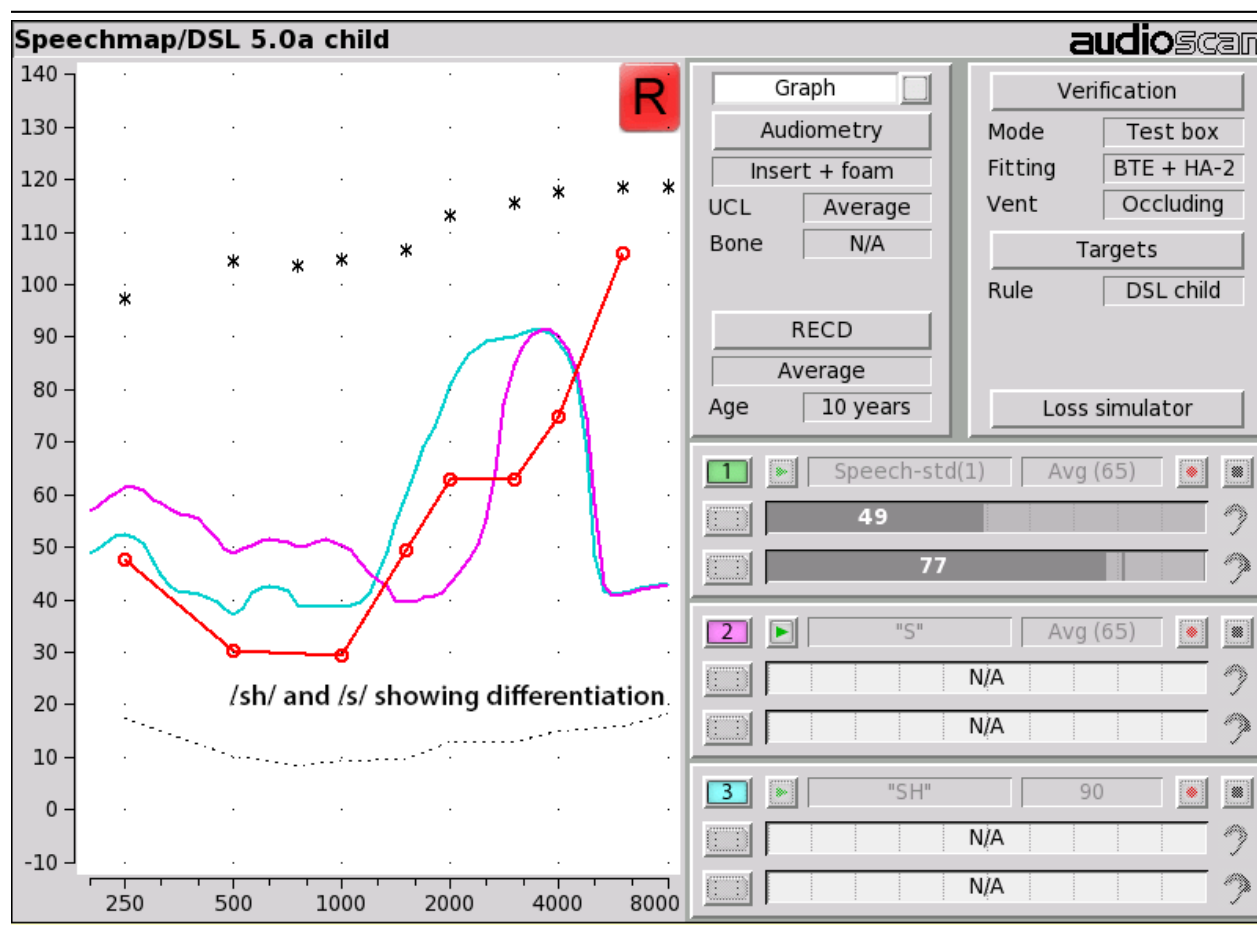 Speechmap/DSL 5.0a child
audioscan
140
130
120
110
100
90
80
70
60
50
40
30
20
10
0
-10
R
/sh/ and /s/ showing differentiation
250 500 1000 2000 4000 8000
Graph
Audiometry
Insert + foam
UCL Average
Bone N/A
RECD
Average
Age 10 years
Verification
Mode Test box
Fitting BTE + HA-2
Vent Occluding
Targets
Rule DSL child
Loss simulator
1 Speech-std(1) Avg (65)
49
77
2 "S" Avg (65)
N/A
N/A
3 "SH" 90
N/A
N/A